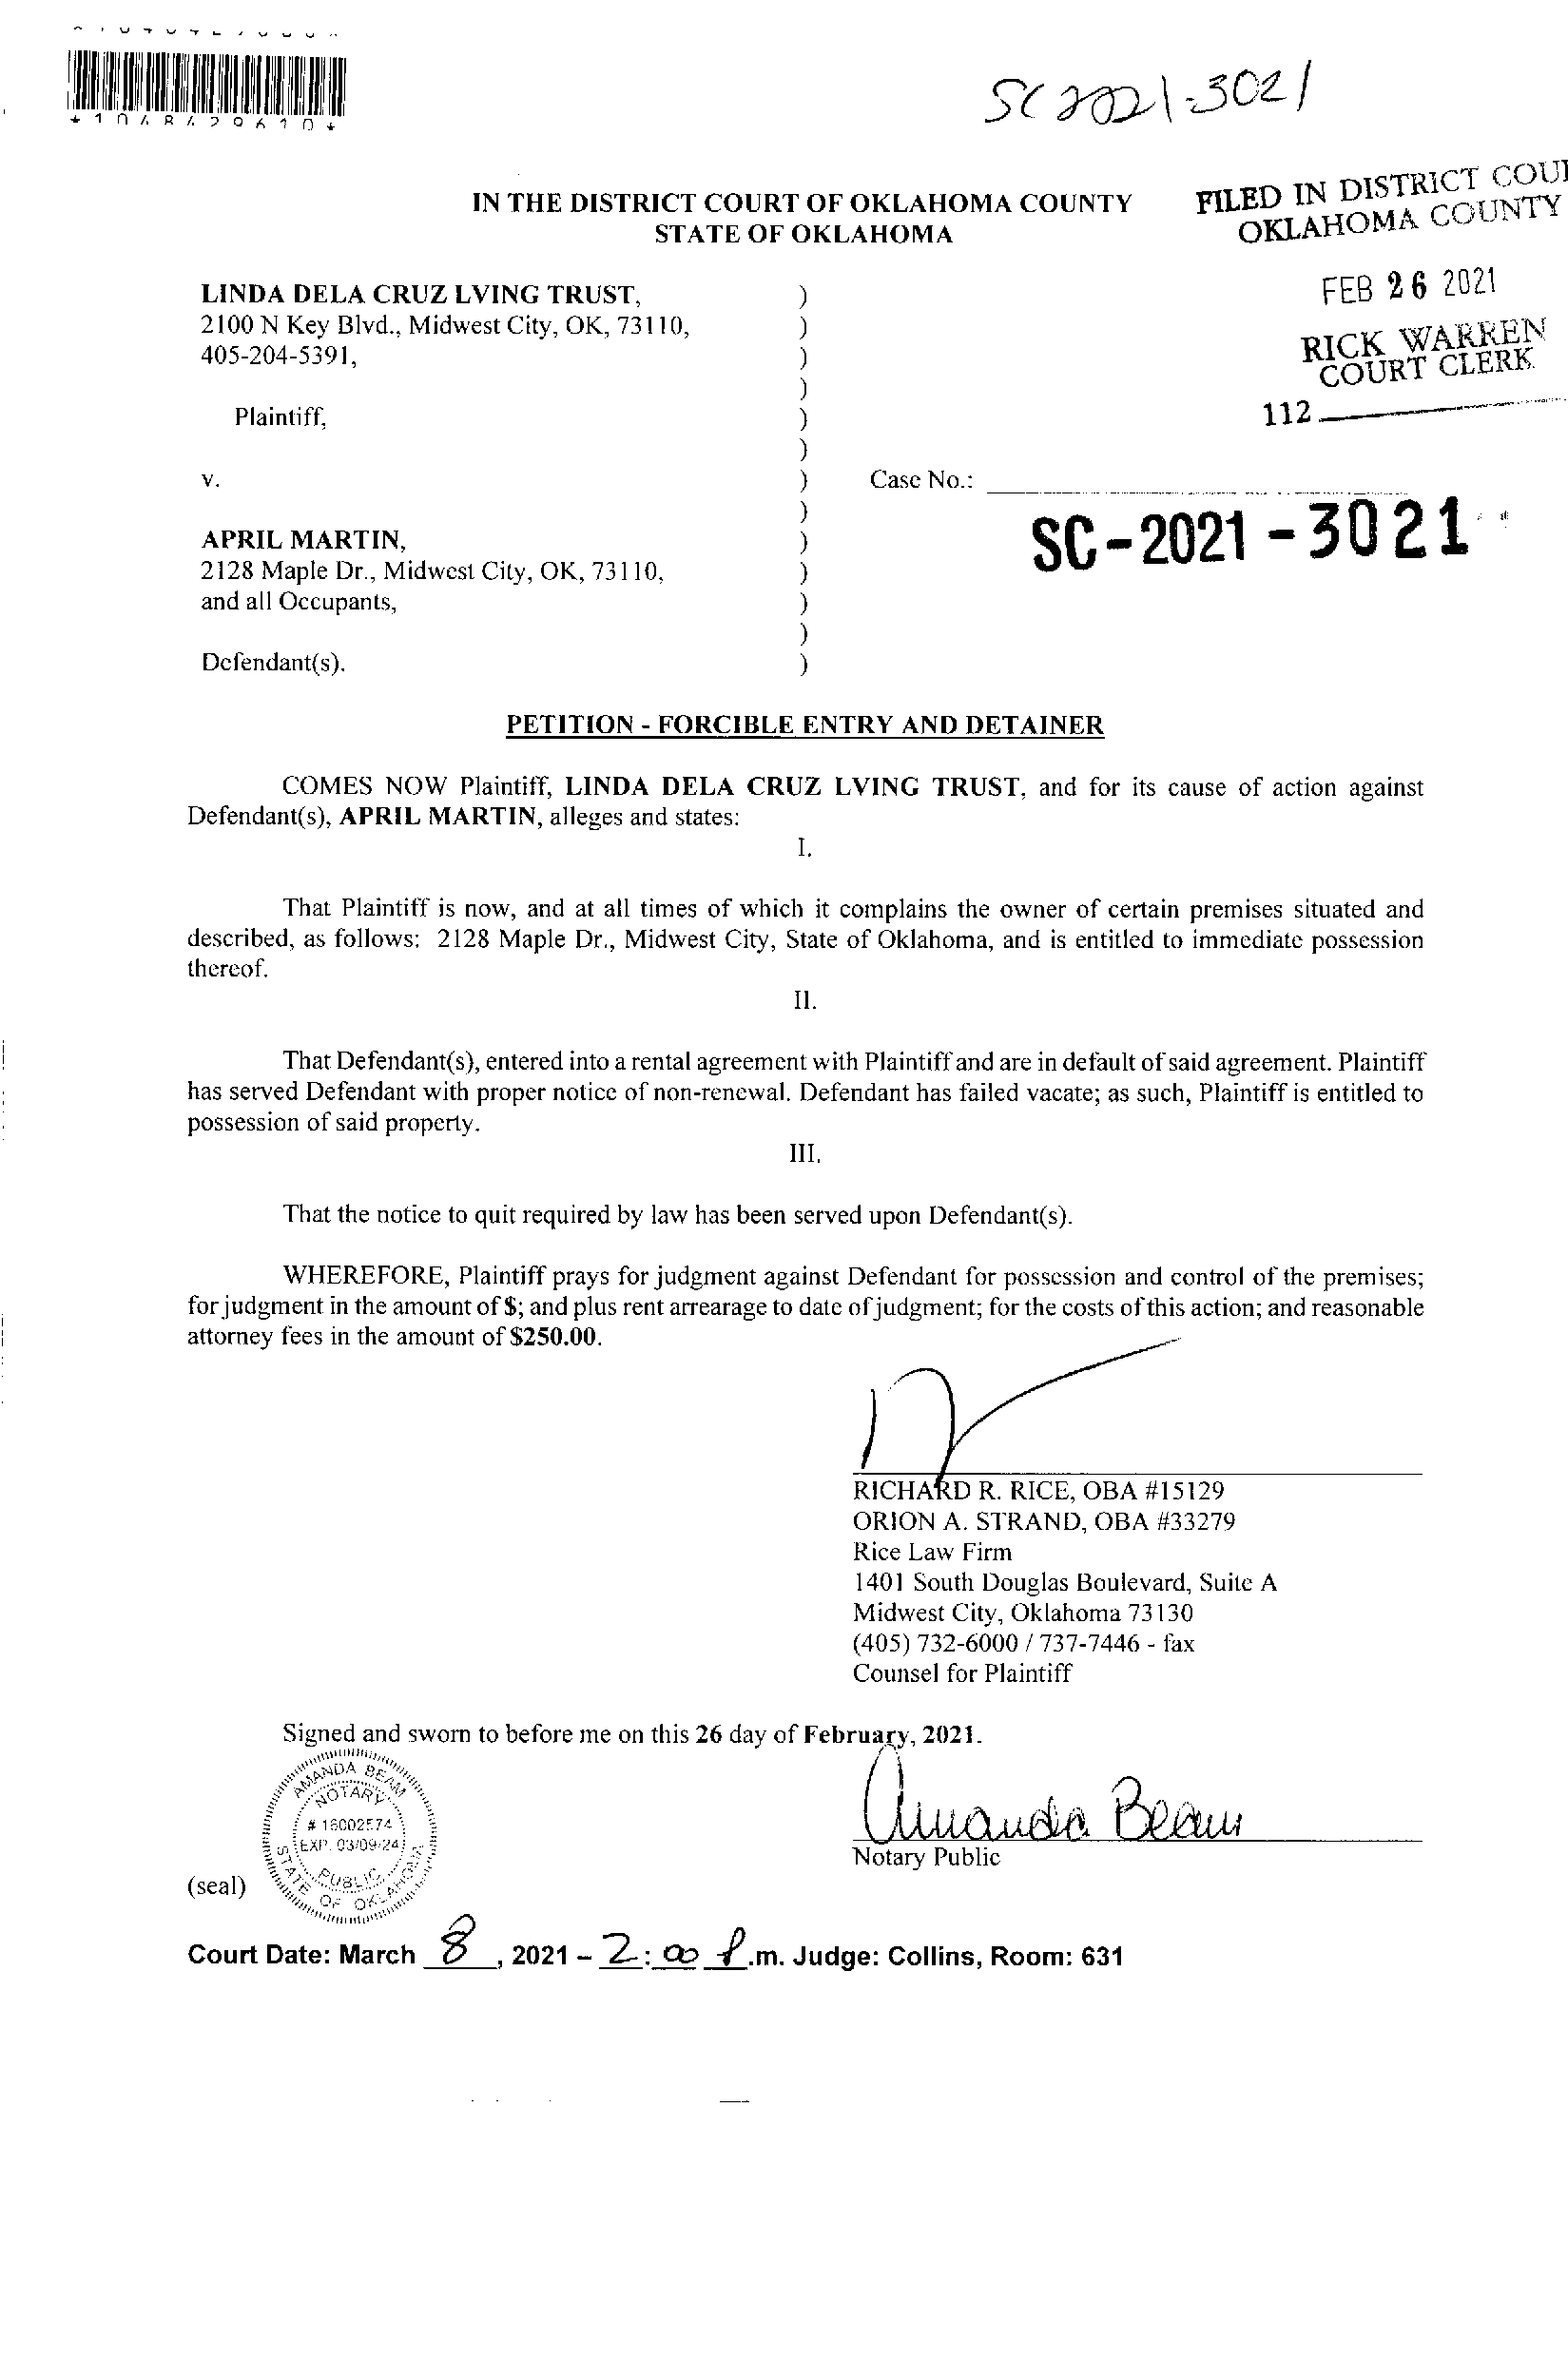 *1048429610*
SC 2021-3021
IN THE DISTRICT COURT OF OKLAHOMA COUNTY
STATE OF OKLAHOMA
FILED IN DISTRICT COU
OKLAHOMA COUNTY
FEB 26 2021
RICK WARREN
COURT CLERK
112
LINDA DELA CRUZ LVING TRUST, )
2100 N Key Blvd., Midwest City, OK, 73110, )
405-204-5391, )
)
Plaintiff, )
)
v. ) Case No.:
)
SC-2021-3021
APRIL MARTIN, )
2128 Maple Dr., Midwest City, OK, 73110, )
and all Occupants, )
)
Defendant(s). )
PETITION - FORCIBLE ENTRY AND DETAINER
COMES NOW Plaintiff, LINDA DELA CRUZ LVING TRUST, and for its cause of action against
Defendant(s), APRIL MARTIN, alleges and states:
I.
That Plaintiff is now, and at all times of which it complains the owner of certain premises situated and
described, as follows: 2128 Maple Dr., Midwest City, State of Oklahoma, and is entitled to immediate possession
thereof.
II.
That Defendant(s), entered into a rental agreement with Plaintiff and are in default of said agreement. Plaintiff
has served Defendant with proper notice of non-renewal. Defendant has failed vacate; as such, Plaintiff is entitled to
possession of said property.
III.
That the notice to quit required by law has been served upon Defendant(s).
WHEREFORE, Plaintiff prays for judgment against Defendant for possession and control of the premises;
for judgment in the amount of $; and plus rent arrearage to date of judgment; for the costs of this action; and reasonable
attorney fees in the amount of $250.00.
RICHARD R. RICE, OBA #15129
ORION A. STRAND, OBA #33279
Rice Law Firm
1401 South Douglas Boulevard, Suite A
Midwest City, Oklahoma 73130
(405) 732-6000 / 737-7446 - fax
Counsel for Plaintiff
Signed and sworn to before me on this 26 day of February, 2021.
AMANDA BEAM
NOTARY
# 16002574
EXP. 03/09/24
PUBLIC
STATE OF OKLAHOMA
Amanda Beam
Notary Public
(seal)
Court Date: March 8, 2021 – 2:00 p.m. Judge: Collins, Room: 631